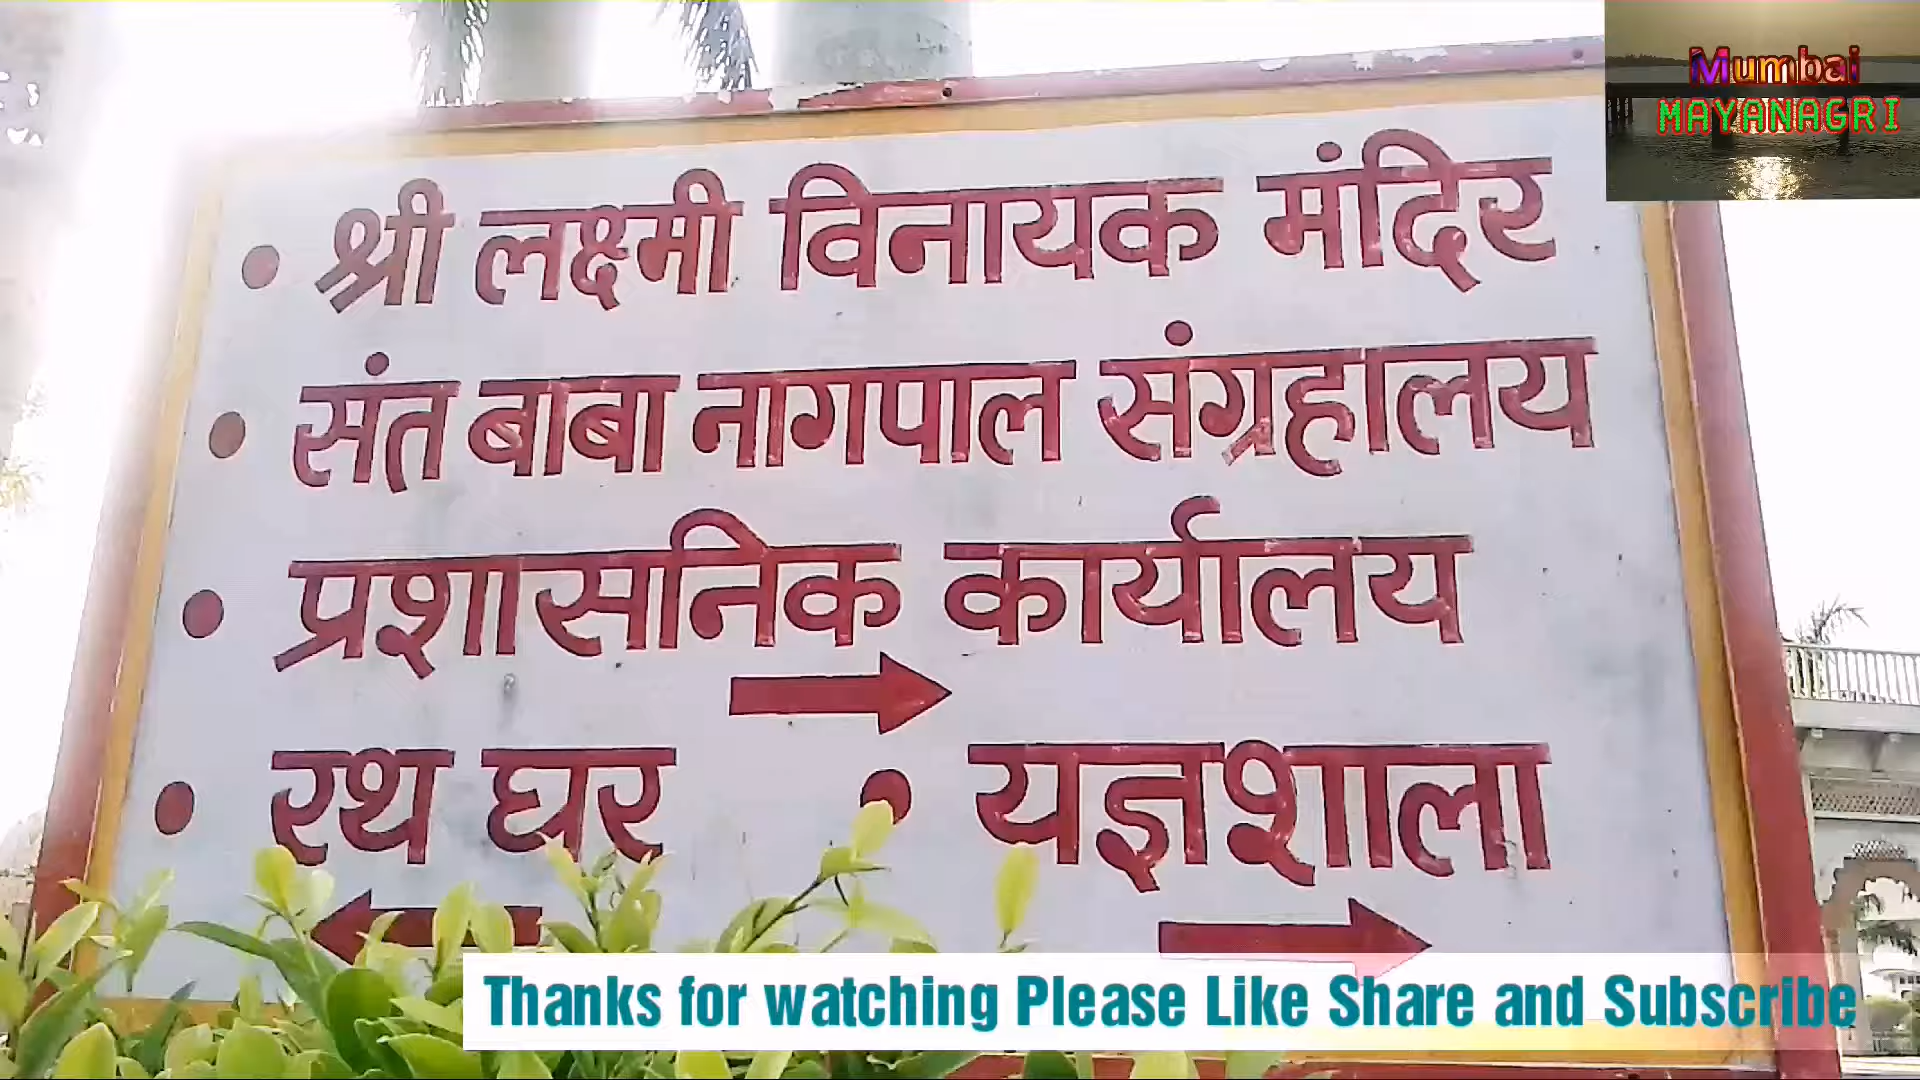 Mumbai
MAYANAGRI
• श्री लक्ष्मी विनायक मंदिर
• संत बाबा नागपाल संग्रहालय
• प्रशासनिक कार्यालय
• रथ घर • यज्ञशाला
Thanks for watching Please Like Share and Subscribe